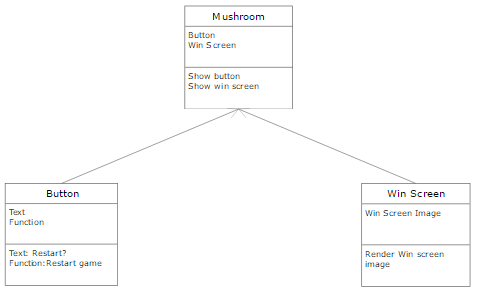 Mushroom
Button
Win Screen
Show button
Show win screen
Button
Text
Function
Text: Restart?
Function:Restart game
Win Screen
Win Screen Image
Render Win screen
image